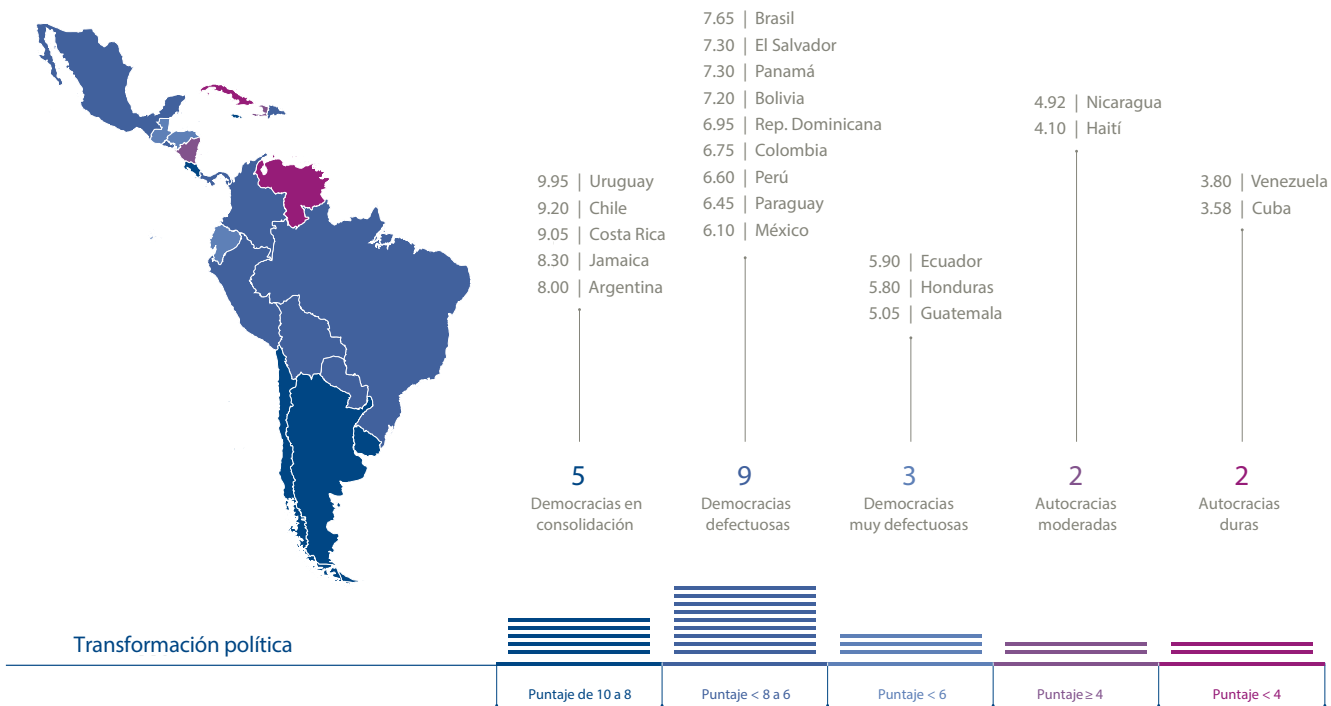 7.65 | Brasil
7.30 | El Salvador
7.30 | Panamá
7.20 | Bolivia
6.95 | Rep. Dominicana
6.75 | Colombia
6.60 | Perú
6.45 | Paraguay
6.10 | México
4.92 | Nicaragua
4.10 | Haití
9.95 | Uruguay
9.20 | Chile
9.05 | Costa Rica
8.30 | Jamaica
8.00 | Argentina
3.80 | Venezuela
3.58 | Cuba
5.90 | Ecuador
5.80 | Honduras
5.05 | Guatemala
5
Democracias en
consolidación
9
Democracias
defectuosas
3
Democracias
muy defectuosas
2
Autocracias
moderadas
2
Autocracias
duras
Transformación política
Puntaje de 10 a 8
Puntaje < 8 a 6
Puntaje < 6
Puntaje ≥ 4
Puntaje < 4